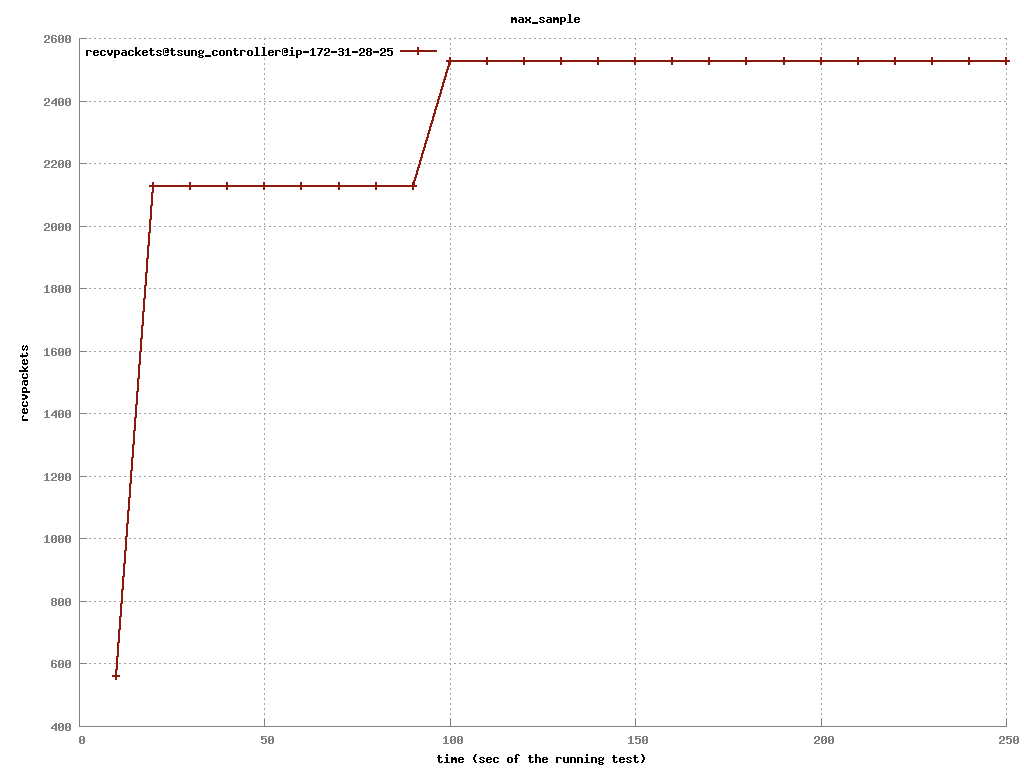 max_sample
2600
recvpackets@tsung_controller@ip-172-31-28-25
2400
2200
2000
1800
1600
recvpackets
1400
1200
1000
800
600
400
0 50 100 150 200 250
time (sec of the running test)